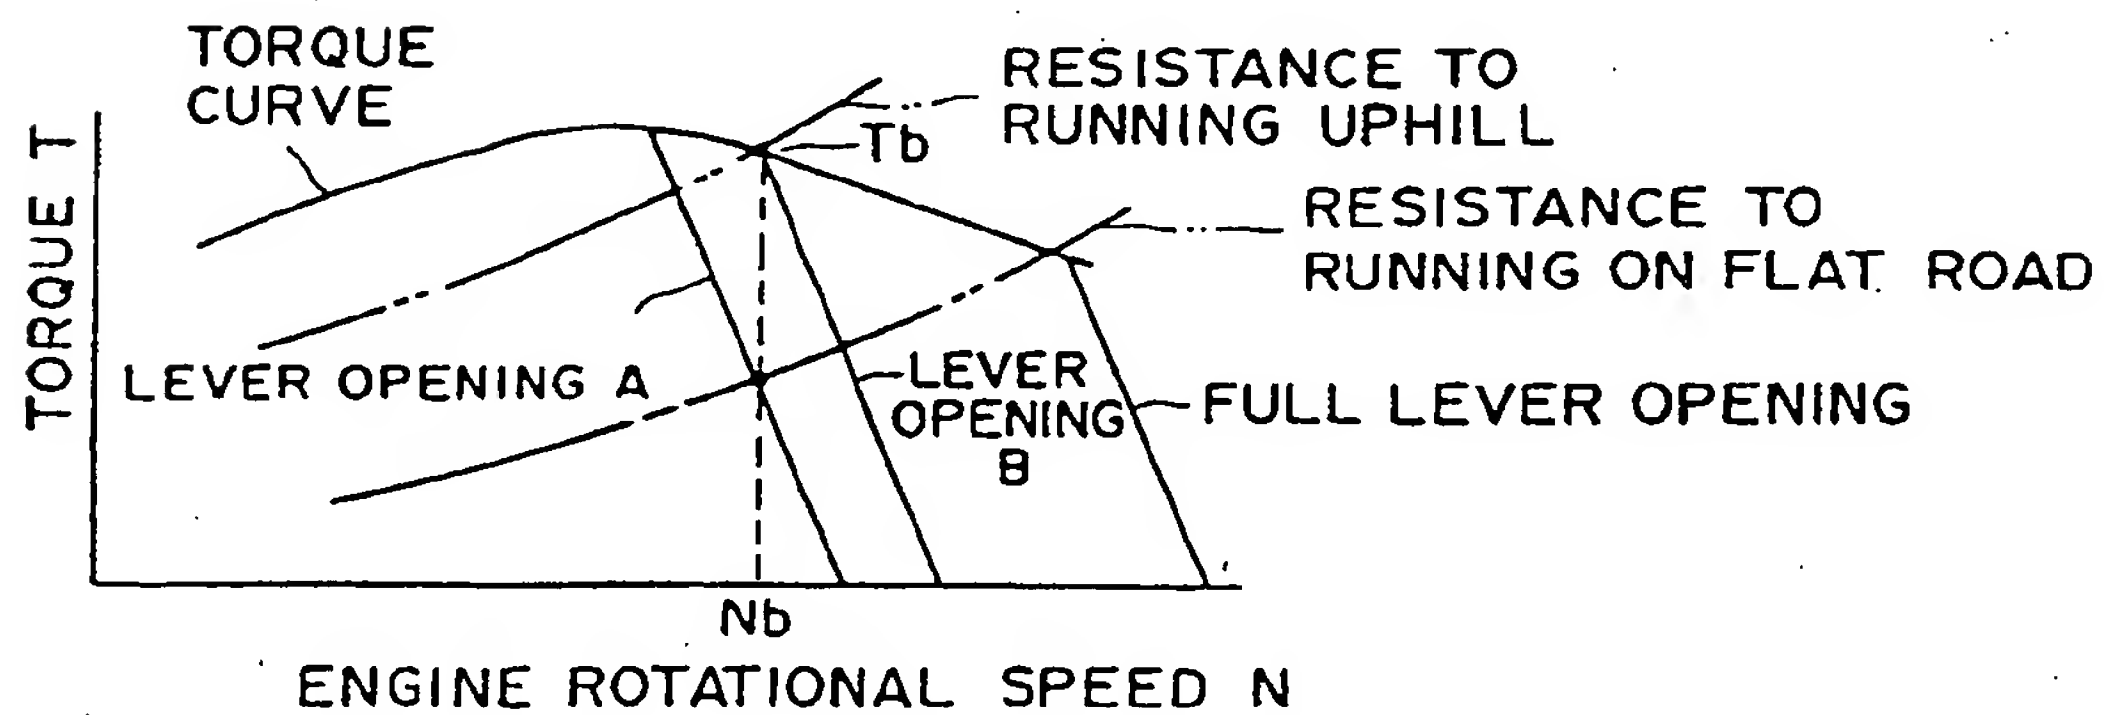 TORQUE
CURVE
RESISTANCE TO
RUNNING UPHILL
Tb
RESISTANCE TO
RUNNING ON FLAT ROAD
TORQUE T
LEVER OPENING A
LEVER
OPENING
B
FULL LEVER OPENING
Nb
ENGINE ROTATIONAL SPEED N